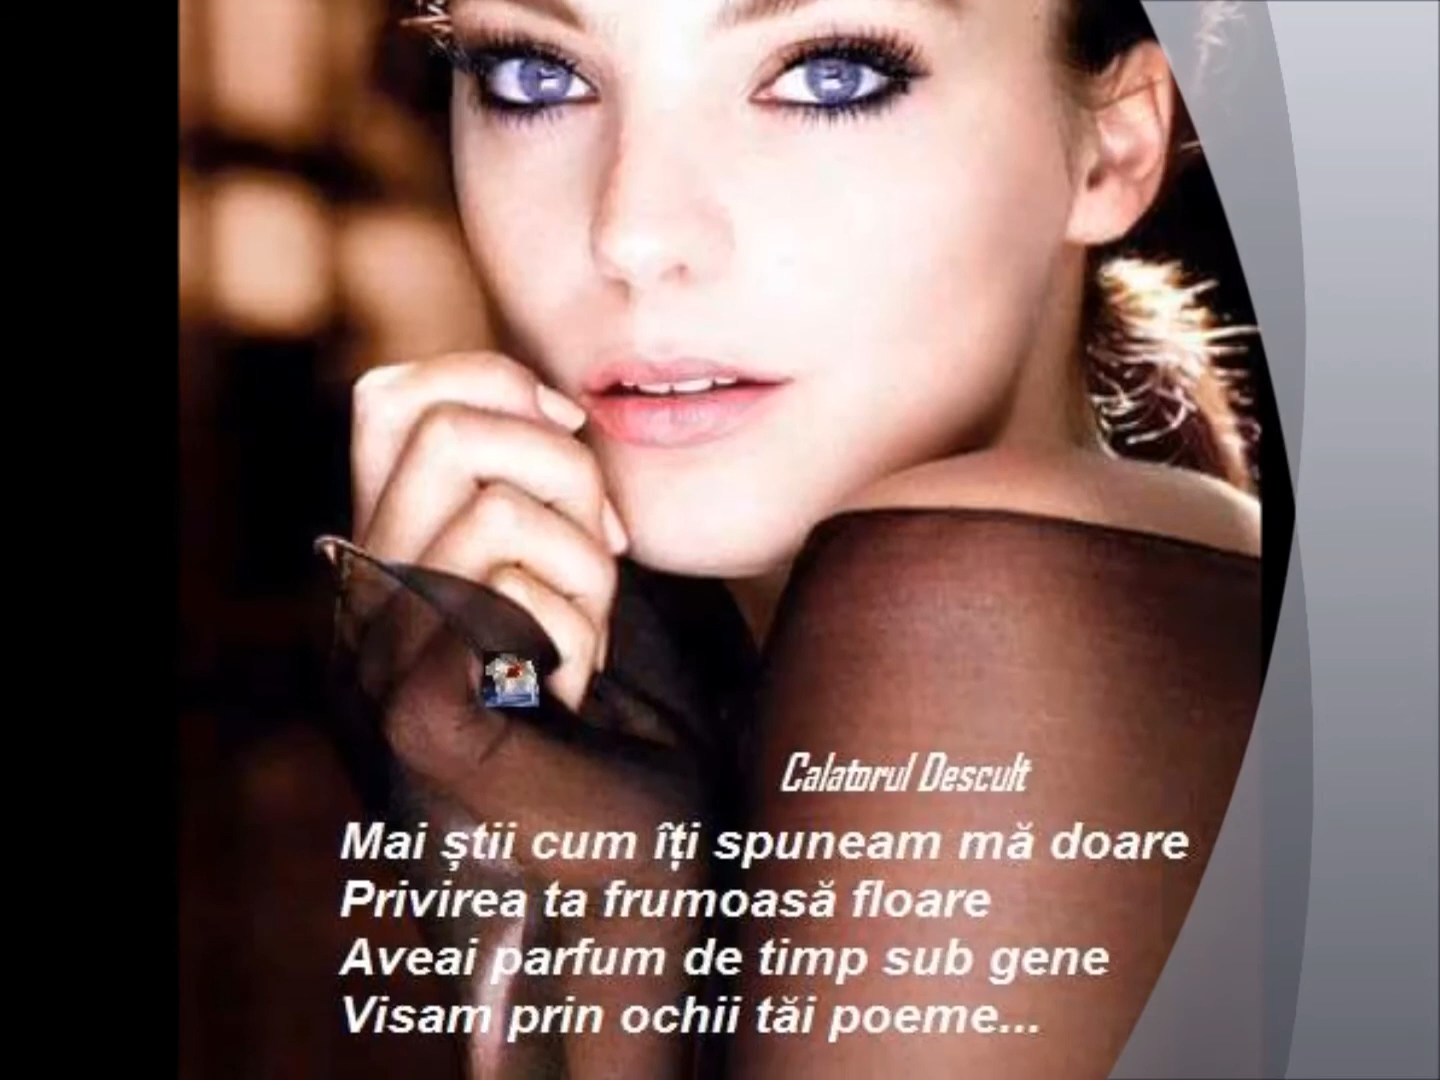 Calatorul Descult
Mai știi cum îți spuneam mă doare
Privirea ta frumoasă floare
Aveai parfum de timp sub gene
Visam prin ochii tăi poeme...